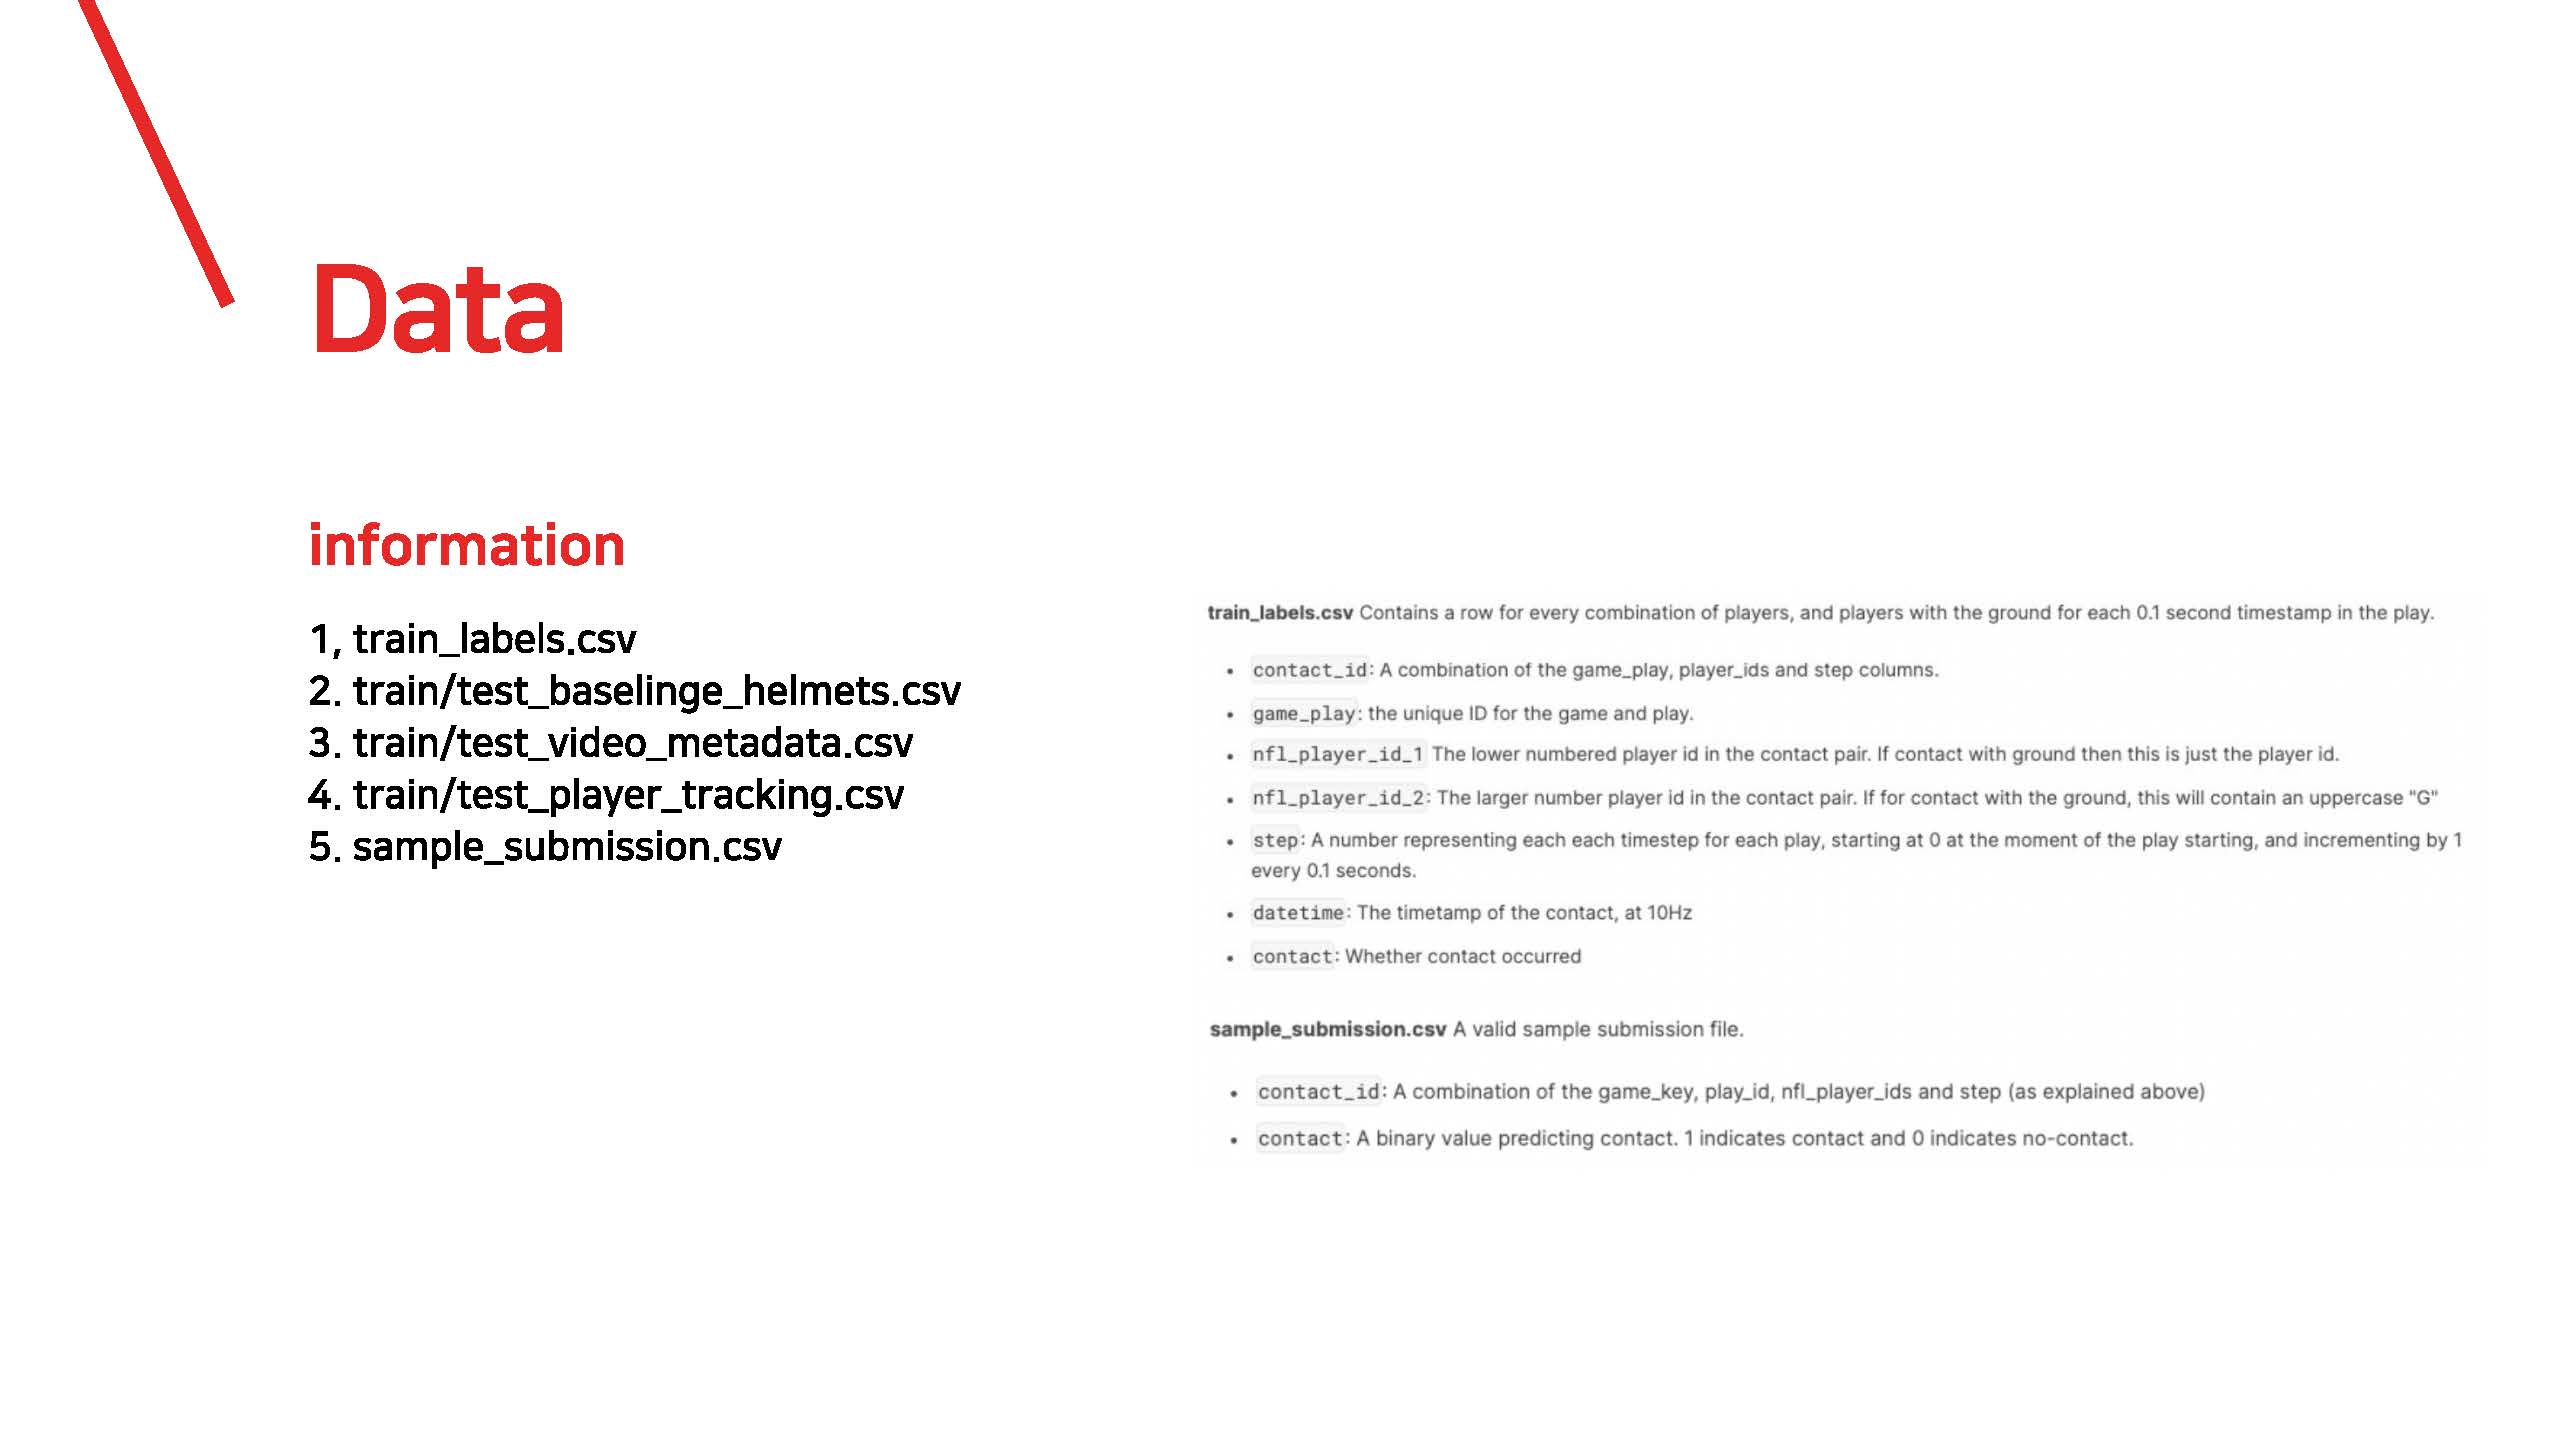 Data
information
1, train_labels.csv
2. train/test_baselinge_helmets.csv
3. train/test_video_metadata.csv
4. train/test_player_tracking.csv
5. sample_submission.csv
train_labels.csv Contains a row for every combination of players, and players with the ground for each 0.1 second timestamp in the play.
• contact_id: A combination of the game_play, player_ids and step columns.
• game_play: the unique ID for the game and play.
• nfl_player_id_1 The lower numbered player id in the contact pair. If contact with ground then this is just the player id.
• nfl_player_id_2: The larger number player id in the contact pair. If for contact with the ground, this will contain an uppercase "G"
• step: A number representing each each timestep for each play, starting at 0 at the moment of the play starting, and incrementing by 1
every 0.1 seconds.
• datetime: The timetamp of the contact, at 10Hz
• contact: Whether contact occurred
sample_submission.csv A valid sample submission file.
• contact_id: A combination of the game_key, play_id, nfl_player_ids and step (as explained above)
• contact: A binary value predicting contact. 1 indicates contact and 0 indicates no-contact.